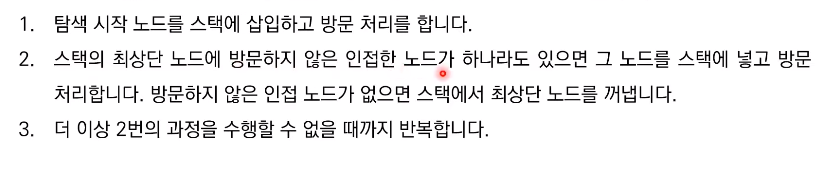 1. 탐색 시작 노드를 스택에 삽입하고 방문 처리를 합니다.
2. 스택의 최상단 노드에 방문하지 않은 인접한 노드가 하나라도 있으면 그 노드를 스택에 넣고 방문
처리합니다. 방문하지 않은 인접 노드가 없으면 스택에서 최상단 노드를 꺼냅니다.
3. 더 이상 2번의 과정을 수행할 수 없을 때까지 반복합니다.